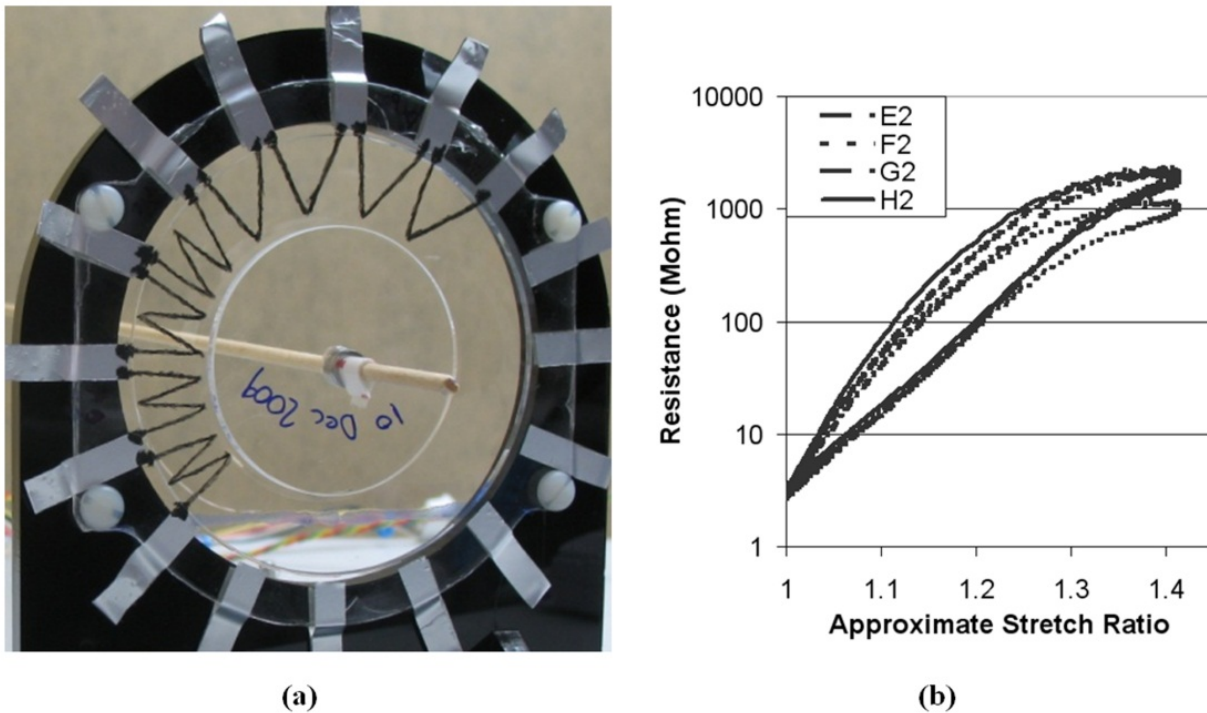 10 Dec 2009
10000
1000
100
10
1
E2
F2
G2
H2
Resistance (Mohm)
1 1.1 1.2 1.3 1.4
Approximate Stretch Ratio
(a) (b)